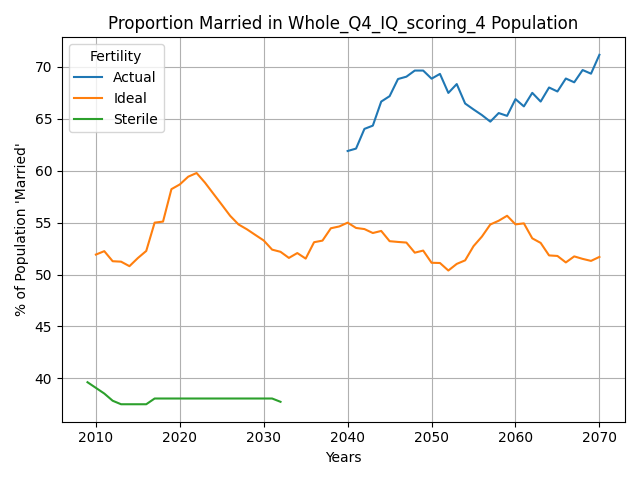 Proportion Married in Whole_Q4_IQ_scoring_4 Population
Fertility
Actual
Ideal
Sterile
% of Population 'Married'
70
65
60
55
50
45
40
2010 2020 2030 2040 2050 2060 2070
Years